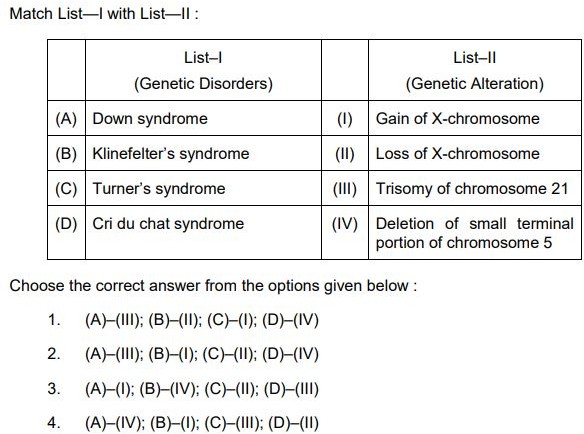 Match List—I with List—II :
List–I List–II
(Genetic Disorders) (Genetic Alteration)
(A) Down syndrome (I) Gain of X-chromosome
(B) Klinefelter's syndrome (II) Loss of X-chromosome
(C) Turner's syndrome (III) Trisomy of chromosome 21
(D) Cri du chat syndrome (IV) Deletion of small terminal
portion of chromosome 5
Choose the correct answer from the options given below :
1. (A)–(III); (B)–(II); (C)–(I); (D)–(IV)
2. (A)–(III); (B)–(I); (C)–(II); (D)–(IV)
3. (A)–(I); (B)–(IV); (C)–(II); (D)–(III)
4. (A)–(IV); (B)–(I); (C)–(III); (D)–(II)